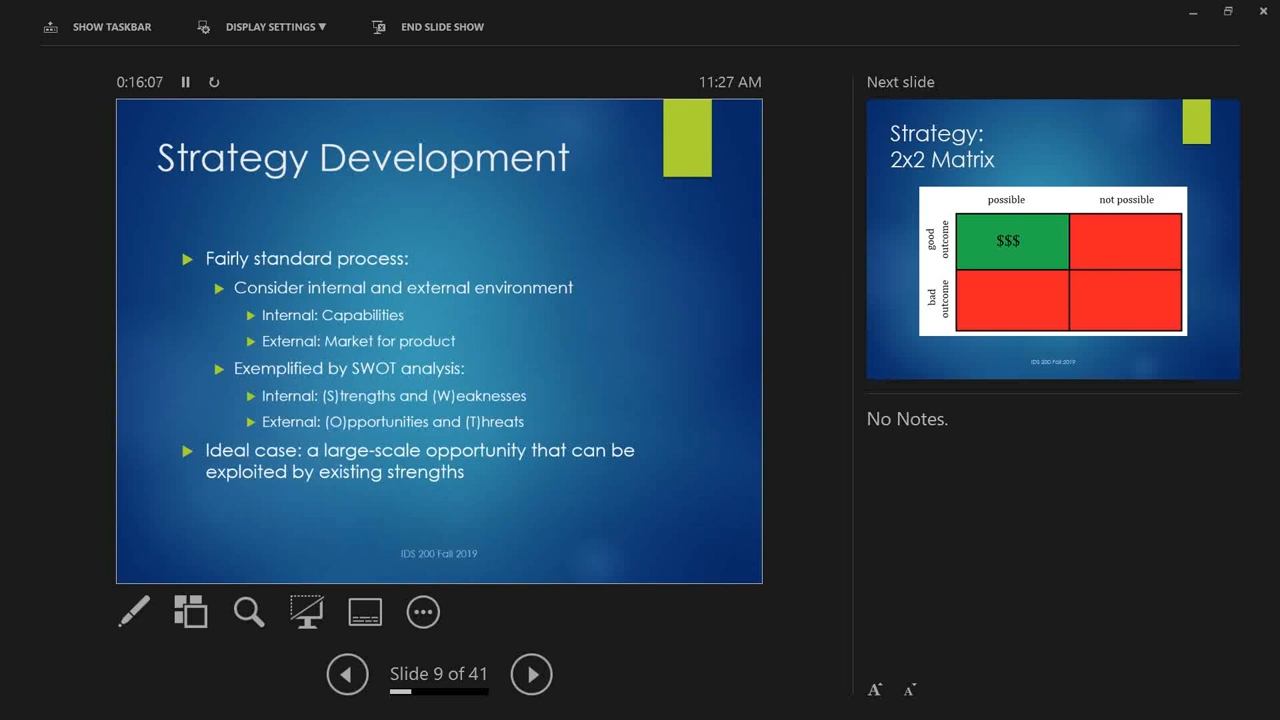 SHOW TASKBAR
DISPLAY SETTINGS ▼
END SLIDE SHOW
0:16:07
11:27 AM
Strategy Development
Fairly standard process:
Consider internal and external environment
Internal: Capabilities
External: Market for product
Exemplified by SWOT analysis:
Internal: (S)trengths and (W)eaknesses
External: (O)pportunities and (T)hreats
Ideal case: a large-scale opportunity that can be
exploited by existing strengths
IDS 200 Fall 2019
Slide 9 of 41
Next slide
Strategy:
2x2 Matrix
possible
not possible
good
outcome
$$$
bad
outcome
IDS 200 Fall 2019
No Notes.
A
A